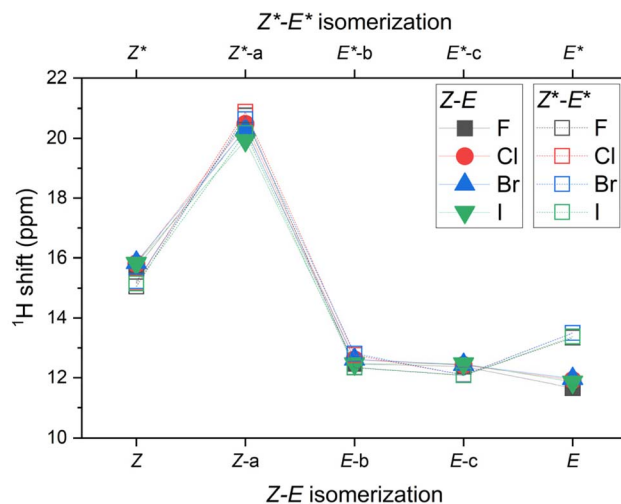 Z*-E* isomerization
Z* Z*-a E*-b E*-c E*
22
20
18
16
14
12
10
¹H shift (ppm)
Z-E
F
Cl
Br
I
Z*-E*
F
Cl
Br
I
Z Z-a E-b E-c E
Z-E isomerization